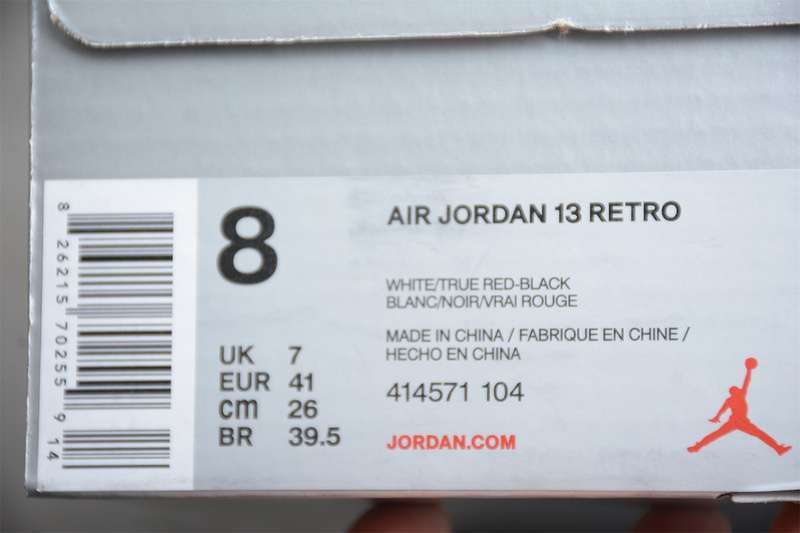 8 26215 70255 9 14
8
UK 7
EUR 41
cm 26
BR 39.5
AIR JORDAN 13 RETRO
WHITE/TRUE RED-BLACK
BLANC/NOIR/VRAI ROUGE
MADE IN CHINA / FABRIQUE EN CHINE /
HECHO EN CHINA
414571 104
JORDAN.COM